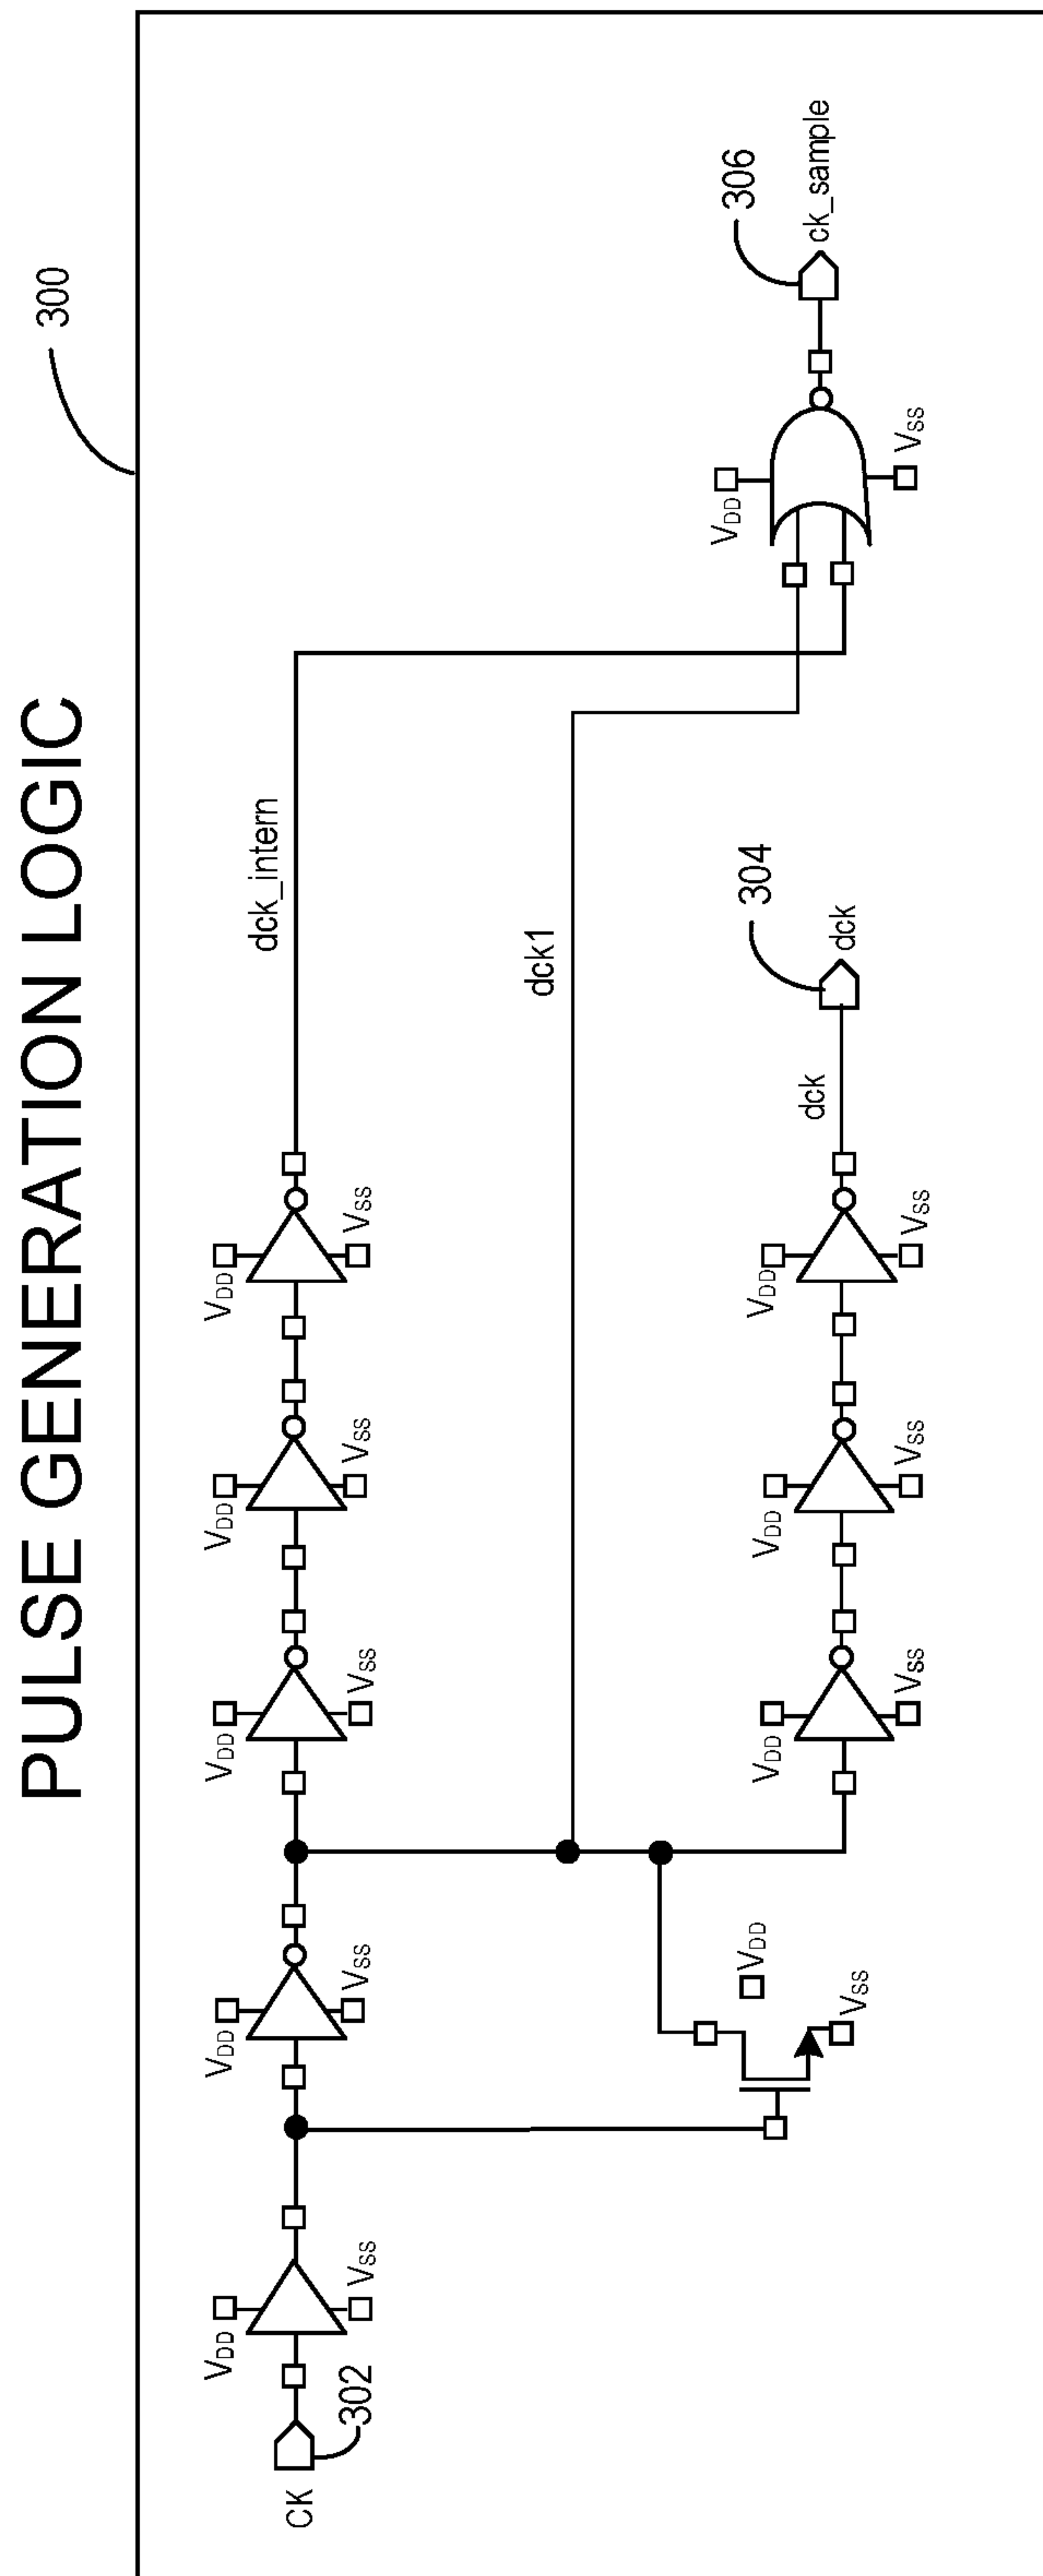 PULSE GENERATION LOGIC
300
CK
302
VDD
VSS
VDD
VSS
VDD
VSS
VDD
VSS
VDD
VSS
dck_intern
dck1
VDD
VSS
VDD
VSS
VDD
VSS
VDD
VSS
dck
304
dck
VDD
VSS
306
ck_sample